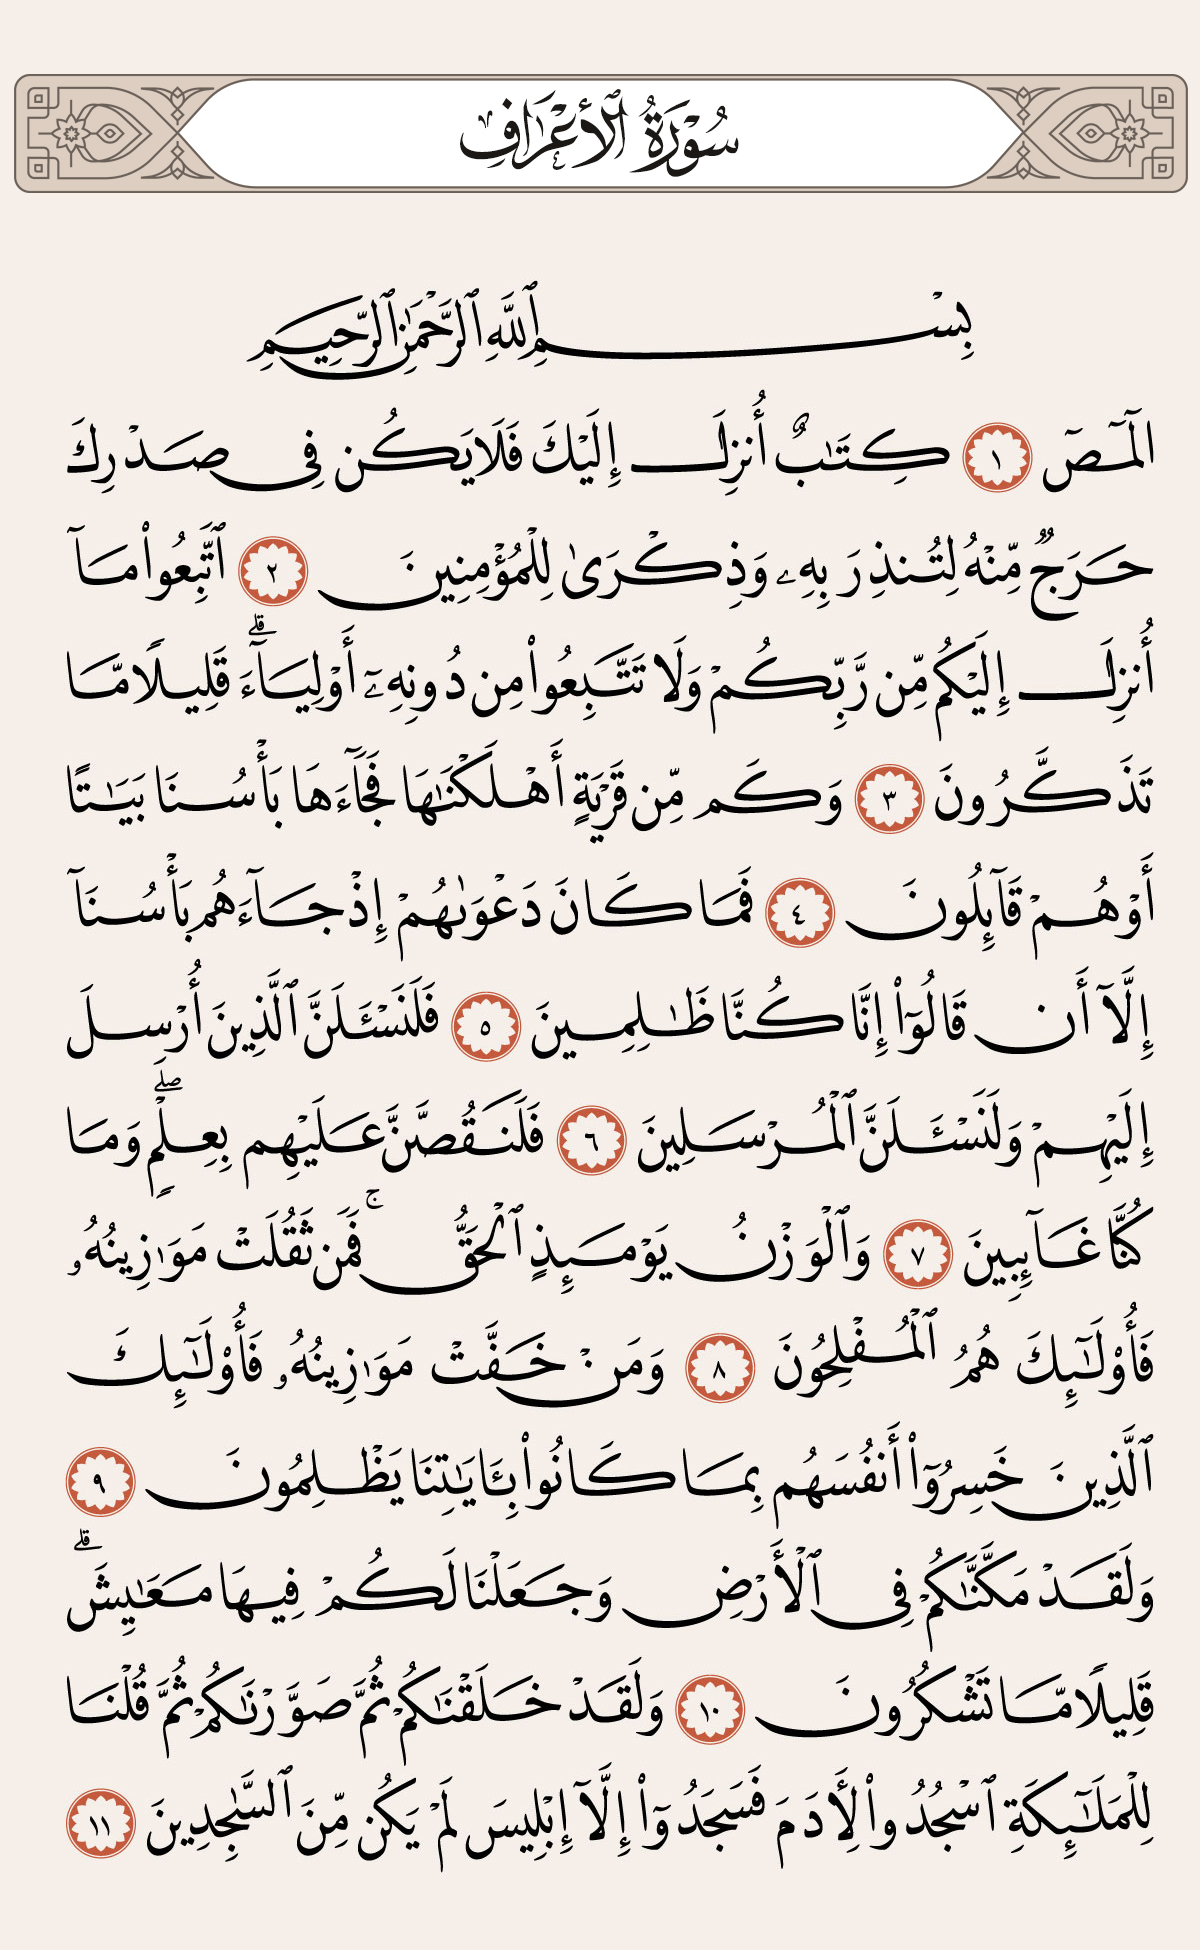 سُورَةُ ٱلْأَعْرَافِ
بِسْمِ ٱللَّهِ ٱلرَّحْمَٰنِ ٱلرَّحِيمِ
الٓمٓصٓ ١ كِتَٰبٌ أُنزِلَ إِلَيْكَ فَلَا يَكُن فِى صَدْرِكَ
حَرَجٌ مِّنْهُ لِتُنذِرَ بِهِۦ وَذِكْرَىٰ لِلْمُؤْمِنِينَ ٢ ٱتَّبِعُوا۟ مَآ
أُنزِلَ إِلَيْكُم مِّن رَّبِّكُمْ وَلَا تَتَّبِعُوا۟ مِن دُونِهِۦٓ أَوْلِيَآءَ ۗ قَلِيلًا مَّا
تَذَكَّرُونَ ٣ وَكَم مِّن قَرْيَةٍ أَهْلَكْنَٰهَا فَجَآءَهَا بَأْسُنَا بَيَٰتًا
أَوْ هُمْ قَآئِلُونَ ٤ فَمَا كَانَ دَعْوَىٰهُمْ إِذْ جَآءَهُم بَأْسُنَآ
إِلَّآ أَن قَالُوٓا۟ إِنَّا كُنَّا ظَٰلِمِينَ ٥ فَلَنَسْـَٔلَنَّ ٱلَّذِينَ أُرْسِلَ
إِلَيْهِمْ وَلَنَسْـَٔلَنَّ ٱلْمُرْسَلِينَ ٦ فَلَنَقُصَّنَّ عَلَيْهِم بِعِلْمٍ ۖ وَمَا
كُنَّا غَآئِبِينَ ٧ وَٱلْوَزْنُ يَوْمَئِذٍ ٱلْحَقُّ ۚ فَمَن ثَقُلَتْ مَوَٰزِينُهُۥ
فَأُو۟لَٰٓئِكَ هُمُ ٱلْمُفْلِحُونَ ٨ وَمَنْ خَفَّتْ مَوَٰزِينُهُۥ فَأُو۟لَٰٓئِكَ
ٱلَّذِينَ خَسِرُوٓا۟ أَنفُسَهُم بِمَا كَانُوا۟ بِـَٔايَٰتِنَا يَظْلِمُونَ ٩
وَلَقَدْ مَكَّنَّٰكُمْ فِى ٱلْأَرْضِ وَجَعَلْنَا لَكُمْ فِيهَا مَعَٰيِشَ ۗ
قَلِيلًا مَّا تَشْكُرُونَ ١٠ وَلَقَدْ خَلَقْنَٰكُمْ ثُمَّ صَوَّرْنَٰكُمْ ثُمَّ قُلْنَا
لِلْمَلَٰٓئِكَةِ ٱسْجُدُوا۟ لِـَٔادَمَ فَسَجَدُوٓا۟ إِلَّآ إِبْلِيسَ لَمْ يَكُن مِّنَ ٱلسَّٰجِدِينَ ١١